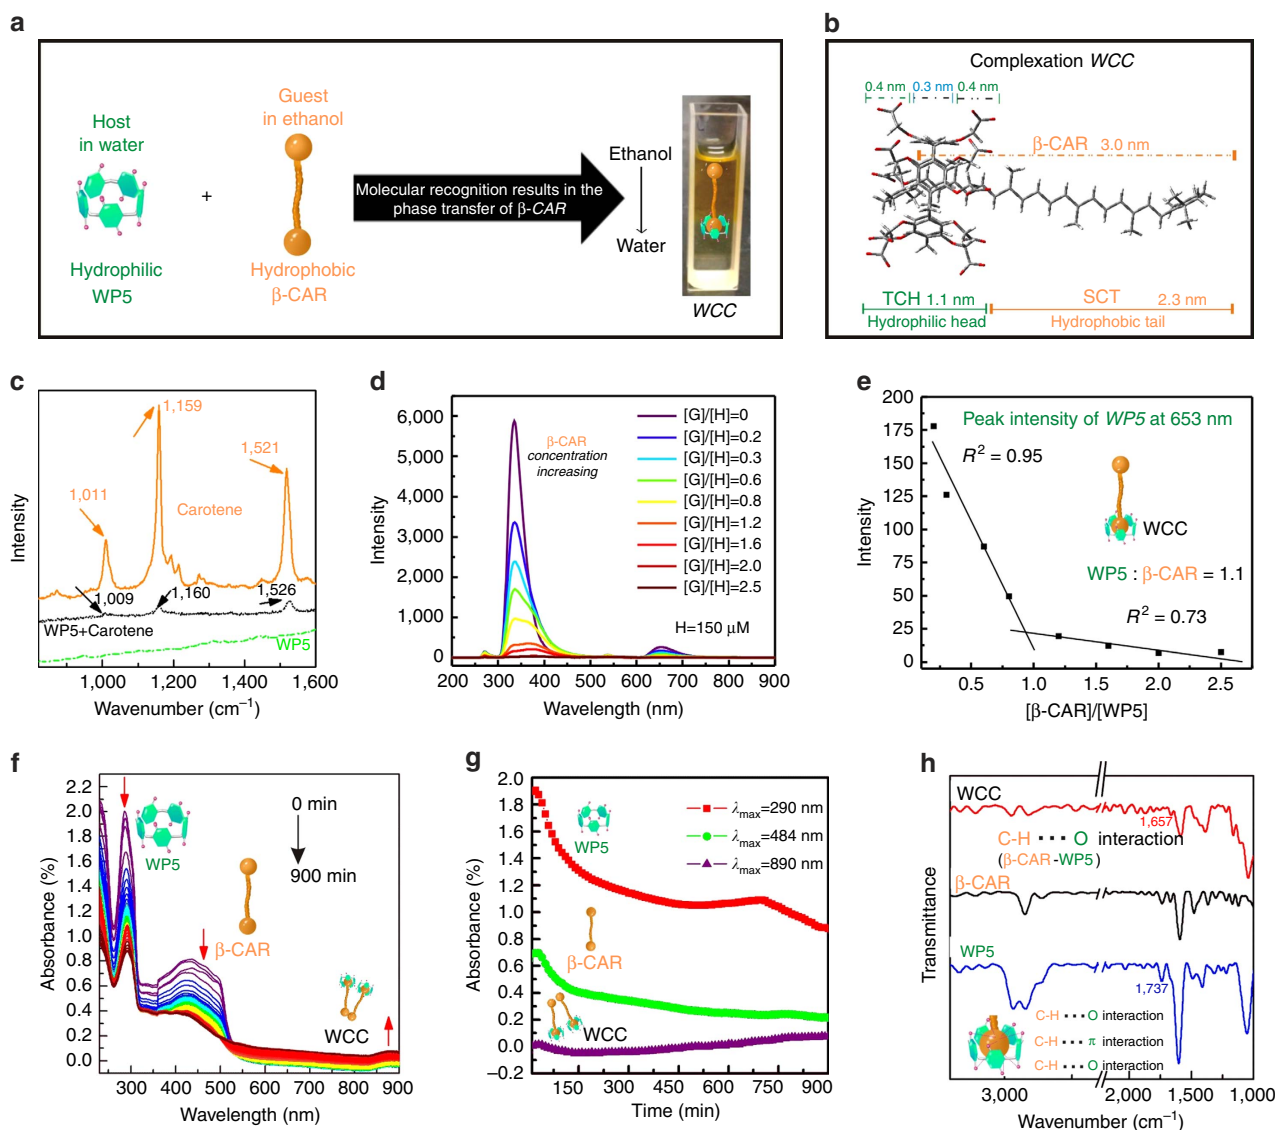 a
Host
in water
Hydrophilic
WP5
+
Guest
in ethanol
Hydrophobic
β-CAR
Molecular recognition results in the
phase transfer of β-CAR
Ethanol
Water
WCC
b
Complexation WCC
0.4 nm 0.3 nm 0.4 nm
β-CAR 3.0 nm
TCH 1.1 nm
Hydrophilic head
SCT 2.3 nm
Hydrophobic tail
c
Intensity
1,159
1,521
1,011
Carotene
1,009
1,160
1,526
WP5+Carotene
WP5
1,000 1,200 1,400 1,600
Wavenumber (cm⁻¹)
d
Intensity
6,000
5,000
4,000
3,000
2,000
1,000
0
β-CAR
concentration
increasing
[G]/[H]=0
[G]/[H]=0.2
[G]/[H]=0.3
[G]/[H]=0.6
[G]/[H]=0.8
[G]/[H]=1.2
[G]/[H]=1.6
[G]/[H]=2.0
[G]/[H]=2.5
H=150 µM
200 300 400 500 600 700 800 900
Wavelength (nm)
e
Intensity
200
175
150
125
100
75
50
25
0
Peak intensity of WP5 at 653 nm
R² = 0.95
WCC
WP5 : β-CAR = 1.1
R² = 0.73
0.5 1.0 1.5 2.0 2.5
[β-CAR]/[WP5]
f
Absorbance (%)
2.2
2.0
1.8
1.6
1.4
1.2
1.0
0.8
0.6
0.4
0.2
0.0
WP5
0 min
900 min
β-CAR
WCC
300 400 500 600 700 800 900
Wavelength (nm)
g
Absorbance (%)
2.0
1.8
1.6
1.4
1.2
1.0
0.8
0.6
0.4
0.2
0.0
−0.2
WP5
λmax=290 nm
λmax=484 nm
λmax=890 nm
β-CAR
WCC
150 300 450 600 750 900
Time (min)
h
Transmittance
WCC
1,657
C-H ··· O interaction
(β-CAR-WP5)
β-CAR
WP5
1,737
C-H ··· O interaction
C-H ··· π interaction
C-H ··· O interaction
3,000 2,000 1,500 1,000
Wavenumber (cm⁻¹)